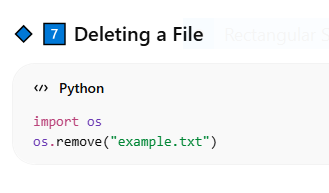 7 Deleting a File
Rectangular S
Python
import os
os.remove("example.txt")